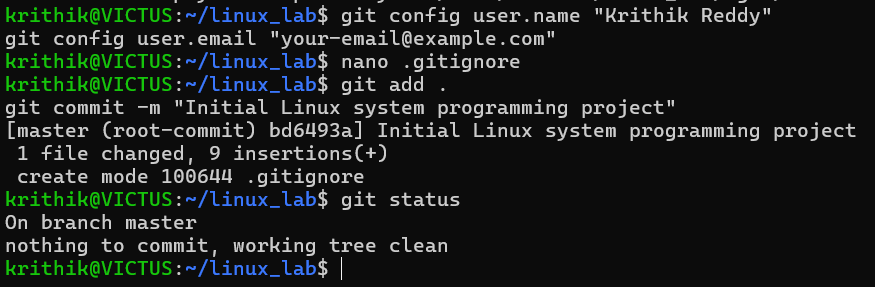 krithik@VICTUS:~/linux_lab$ git config user.name "Krithik Reddy"
git config user.email "your-email@example.com"
krithik@VICTUS:~/linux_lab$ nano .gitignore
krithik@VICTUS:~/linux_lab$ git add .
git commit -m "Initial Linux system programming project"
[master (root-commit) bd6493a] Initial Linux system programming project
 1 file changed, 9 insertions(+)
 create mode 100644 .gitignore
krithik@VICTUS:~/linux_lab$ git status
On branch master
nothing to commit, working tree clean
krithik@VICTUS:~/linux_lab$